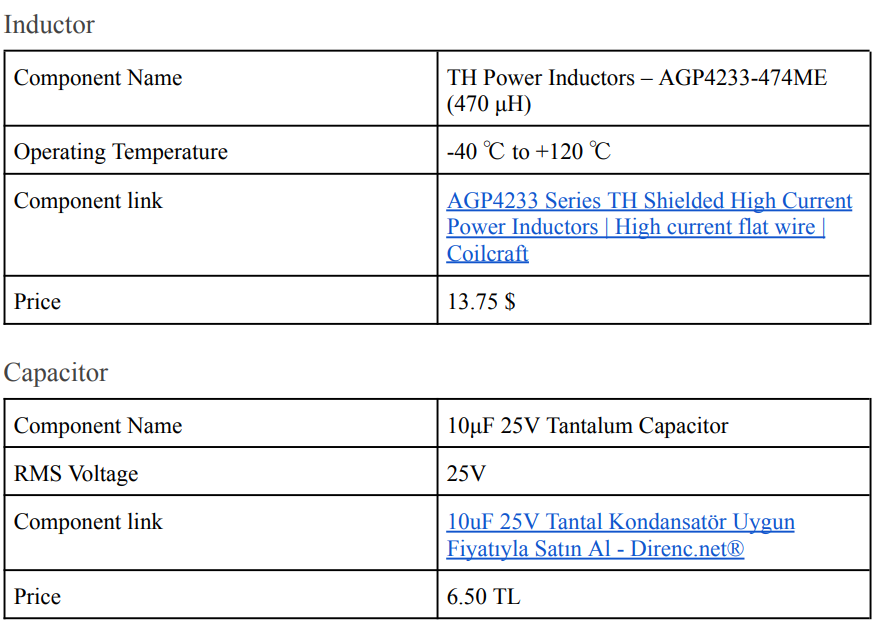 Inductor
Component Name
TH Power Inductors – AGP4233-474ME
(470 μH)
Operating Temperature
-40 ℃ to +120 ℃
Component link
AGP4233 Series TH Shielded High Current
Power Inductors | High current flat wire |
Coilcraft
Price
13.75 $
Capacitor
Component Name
10μF 25V Tantalum Capacitor
RMS Voltage
25V
Component link
10uF 25V Tantal Kondansatör Uygun
Fiyatıyla Satın Al - Direnc.net®
Price
6.50 TL